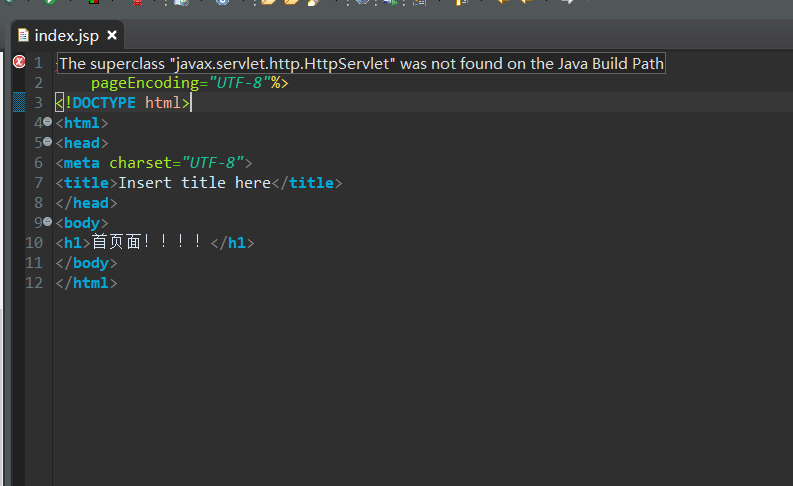 index.jsp
1 The superclass "javax.servlet.http.HttpServlet" was not found on the Java Build Path
2 pageEncoding="UTF-8"%>
3 <!DOCTYPE html>
4 <html>
5 <head>
6 <meta charset="UTF-8">
7 <title>Insert title here</title>
8 </head>
9 <body>
10 <h1>首页面！！！！</h1>
11 </body>
12 </html>